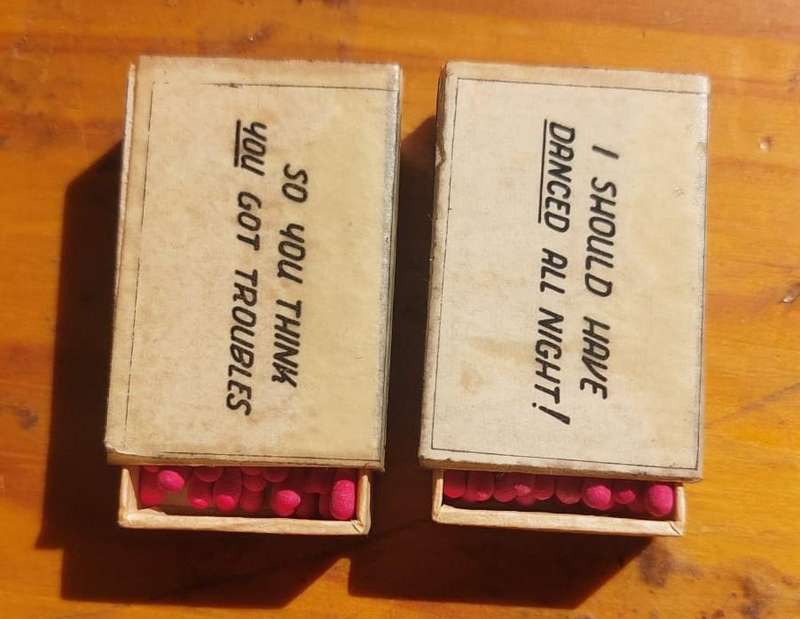 SO YOU THINK
YOU GOT TROUBLES
I SHOULD HAVE
DANCED ALL NIGHT!